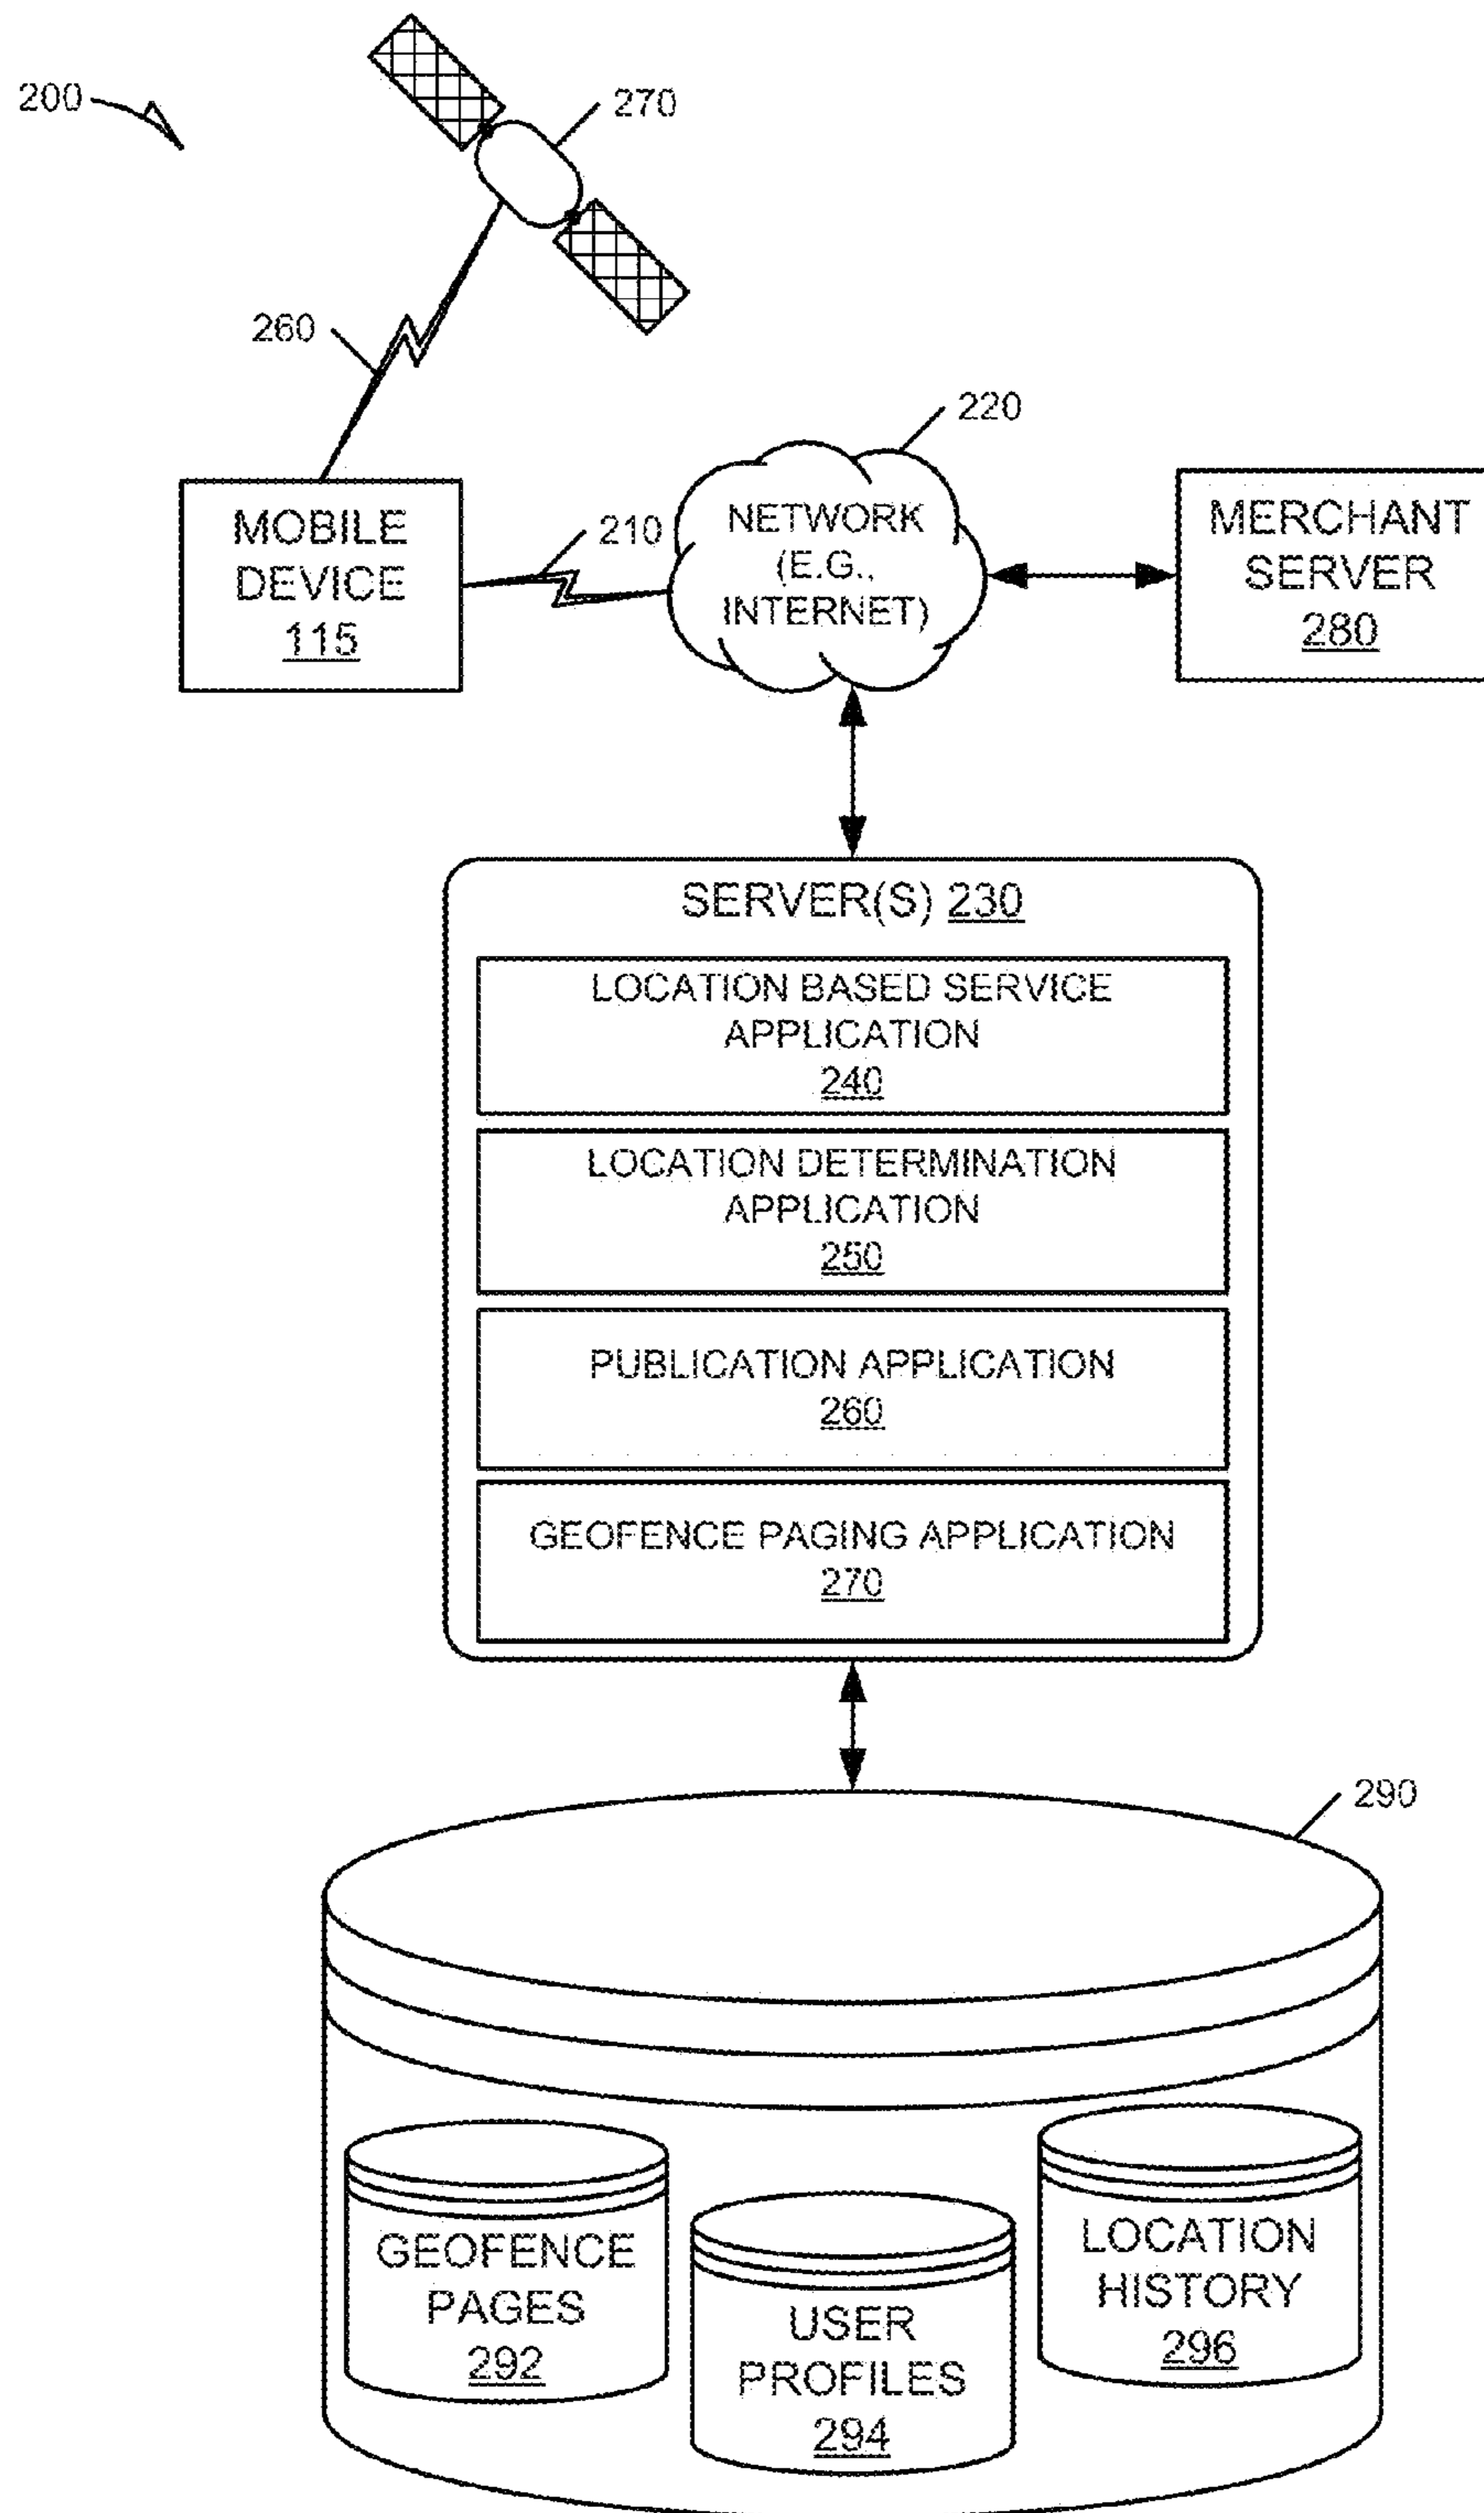 200
270
260
220
MOBILE
DEVICE
115
210
NETWORK
(E.G.,
INTERNET)
MERCHANT
SERVER
280
SERVER(S) 230
LOCATION BASED SERVICE
APPLICATION
240
LOCATION DETERMINATION
APPLICATION
250
PUBLICATION APPLICATION
260
GEOFENCE PAGING APPLICATION
270
290
GEOFENCE
PAGES
292
USER
PROFILES
294
LOCATION
HISTORY
296